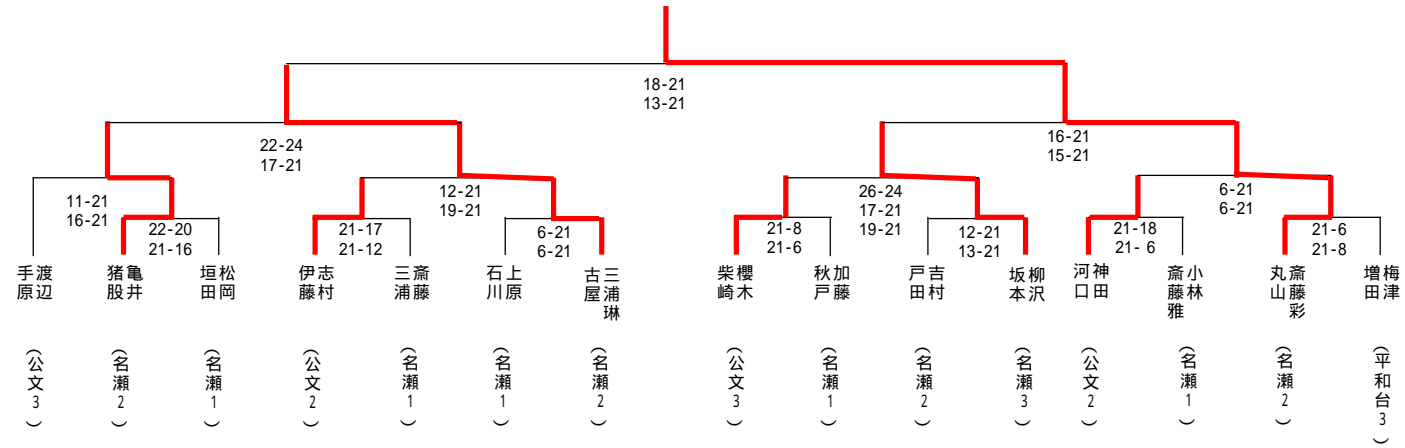 18-21
13-21
22-24
17-21
16-21
15-21
11-21
16-21
12-21
19-21
26-24
17-21
19-21
6-21
6-21
22-20
21-16
21-17
21-12
6-21
6-21
21-8
21-6
12-21
13-21
21-18
21- 6
21-6
21-8
渡辺
手原
亀井
猪股
松岡
垣田
志村
伊藤
斎藤
三浦
上原
石川
三浦琳
古屋
櫻木
柴崎
加藤
秋戸
吉村
戸田
柳沢
坂本
神田
河口
小林
斎藤雅
斎藤彩
丸山
梅津
増田
(公文3)
(名瀬2)
(名瀬1)
(公文2)
(名瀬1)
(名瀬1)
(名瀬2)
(公文3)
(名瀬1)
(名瀬2)
(名瀬3)
(公文2)
(名瀬1)
(名瀬2)
(平和台3)